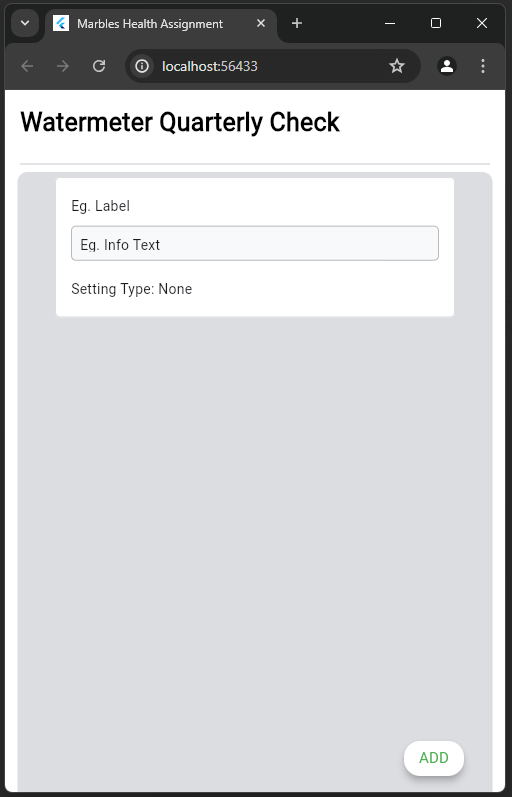 Marbles Health Assignment
localhost:56433
Watermeter Quarterly Check
Eg. Label
Eg. Info Text
Setting Type: None
ADD